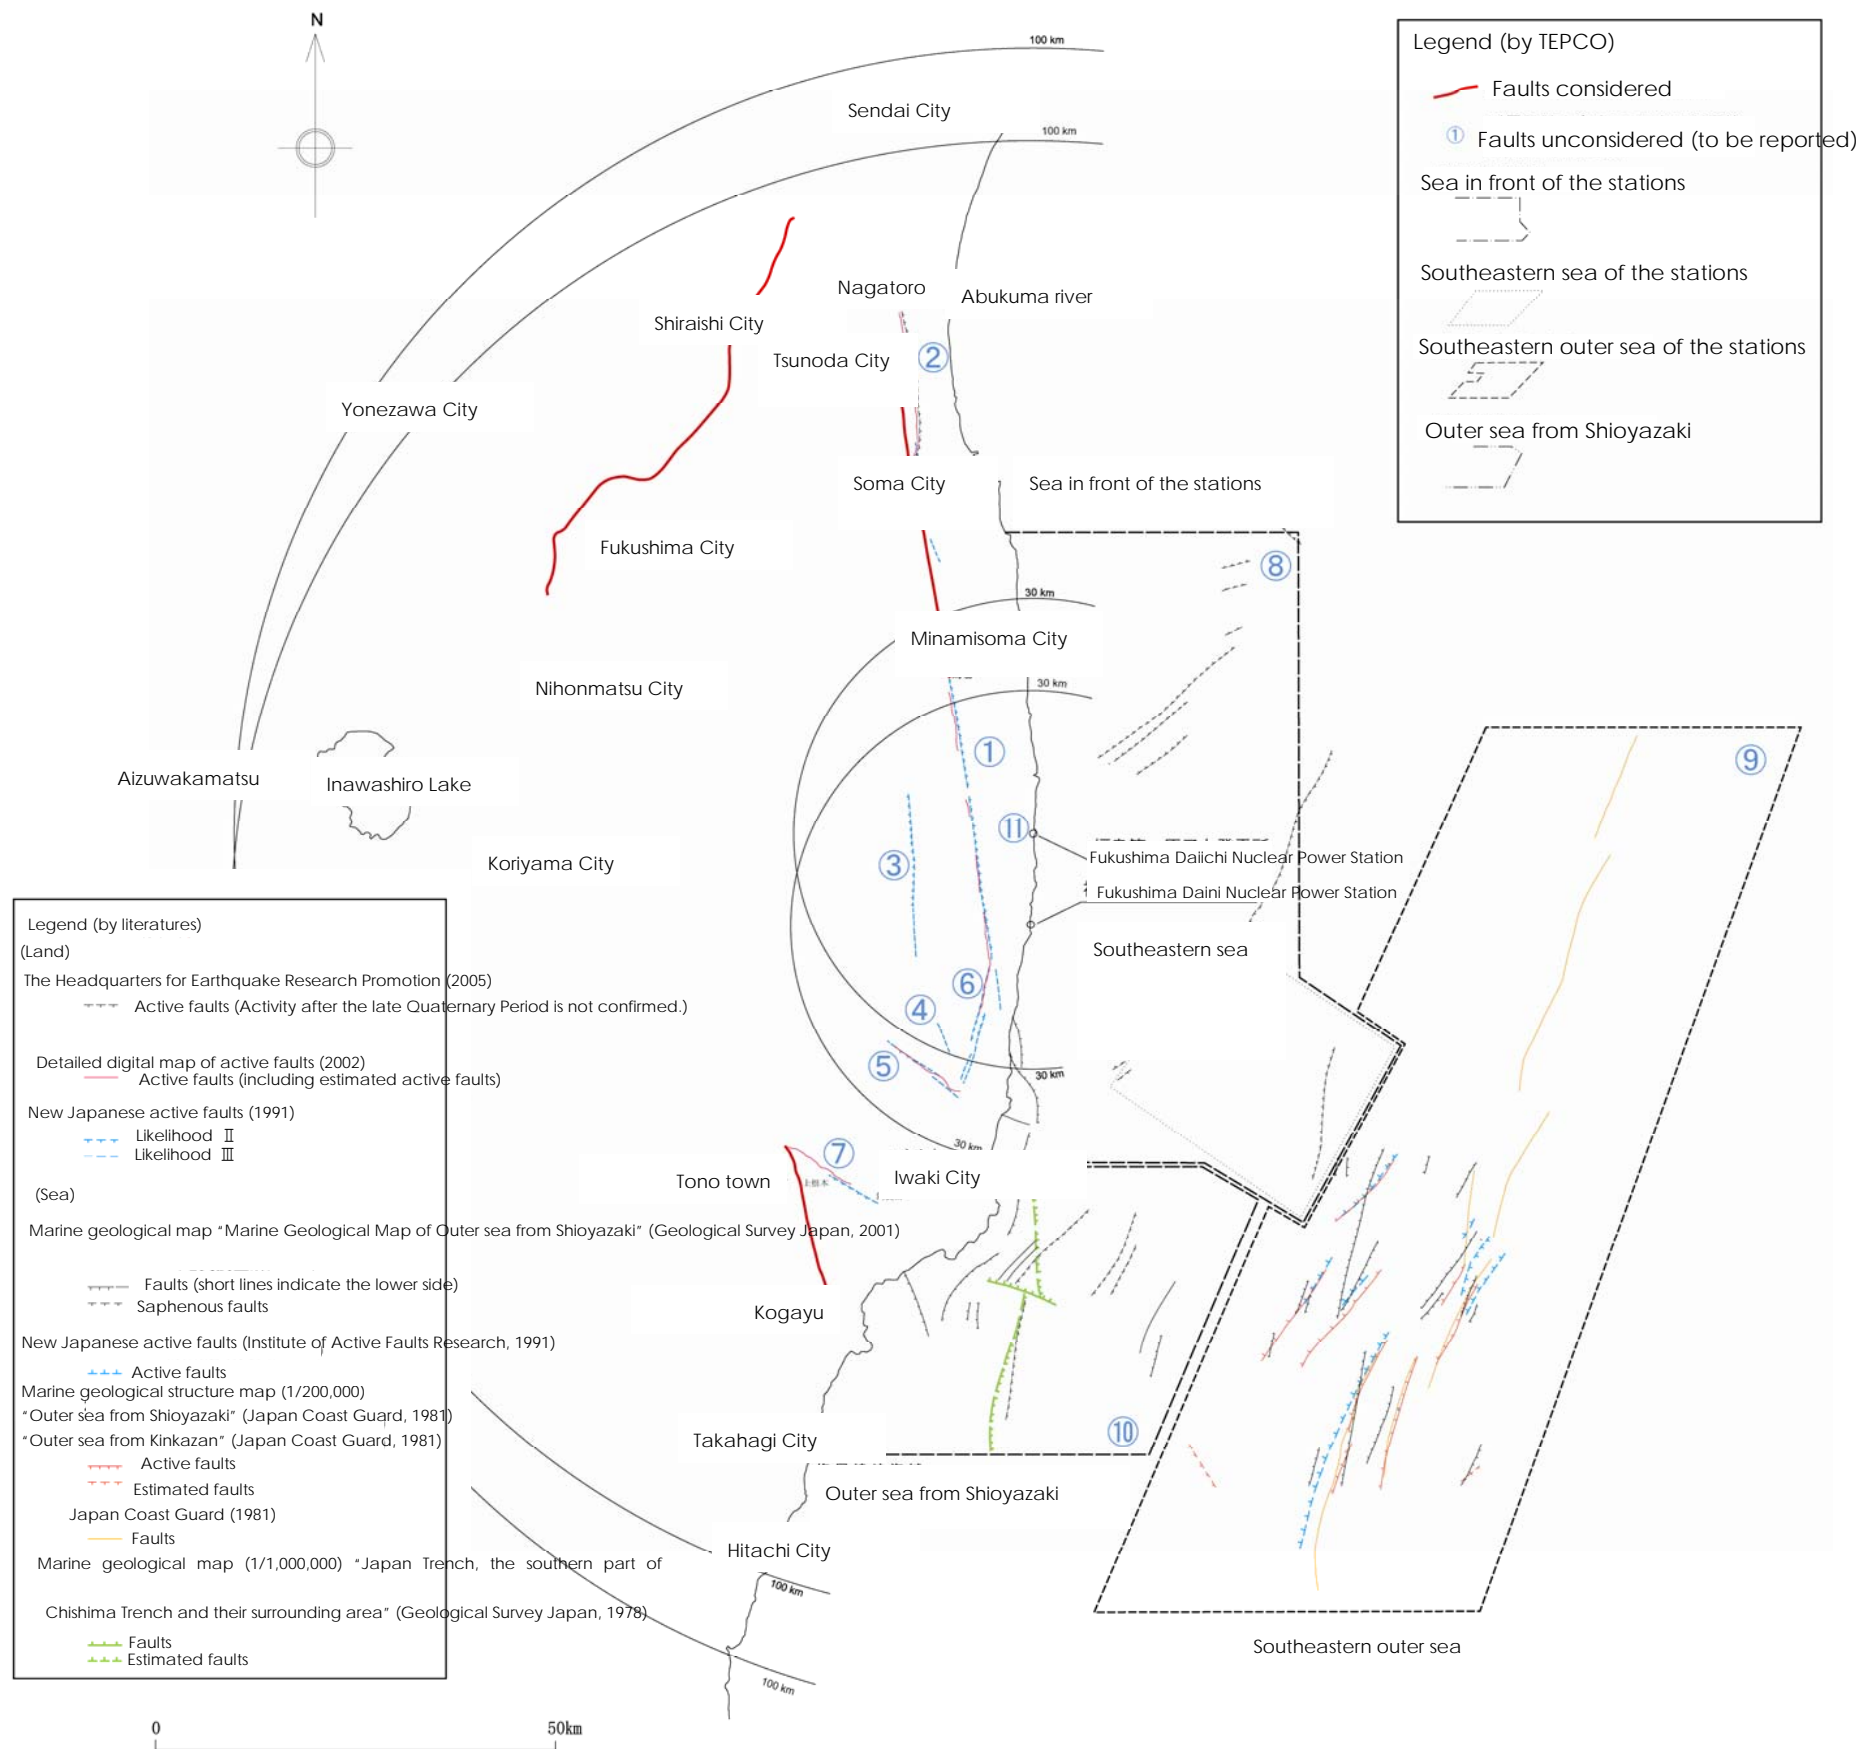 N
100 km
Sendai City
100 km
Legend (by TEPCO)
Faults considered
① Faults unconsidered (to be reported)
Sea in front of the stations
Southeastern sea of the stations
Southeastern outer sea of the stations
Outer sea from Shioyazaki
Nagatoro
Abukuma river
Shiraishi City
Tsunoda City
②
Yonezawa City
Soma City
Sea in front of the stations
Fukushima City
⑧
30 km
Minamisoma City
30 km
Nihonmatsu City
①
⑨
Aizuwakamatsu
Inawashiro Lake
⑪
Koriyama City
③
Fukushima Daiichi Nuclear Power Station
Fukushima Daini Nuclear Power Station
Southeastern sea
⑥
④
⑤
30 km
30 km
⑦
Tono town
Iwaki City
Kogayu
Takahagi City
⑩
Outer sea from Shioyazaki
Hitachi City
100 km
100 km
Southeastern outer sea
Legend (by literatures)
(Land)
The Headquarters for Earthquake Research Promotion (2005)
Active faults (Activity after the late Quaternary Period is not confirmed.)
Detailed digital map of active faults (2002)
Active faults (including estimated active faults)
New Japanese active faults (1991)
Likelihood Ⅱ
Likelihood Ⅲ
(Sea)
Marine geological map “Marine Geological Map of Outer sea from Shioyazaki” (Geological Survey Japan, 2001)
Faults (short lines indicate the lower side)
Saphenous faults
New Japanese active faults (Institute of Active Faults Research, 1991)
Active faults
Marine geological structure map (1/200,000)
“Outer sea from Shioyazaki” (Japan Coast Guard, 1981)
“Outer sea from Kinkazan” (Japan Coast Guard, 1981)
Active faults
Estimated faults
Japan Coast Guard (1981)
Faults
Marine geological map (1/1,000,000) “Japan Trench, the southern part of
Chishima Trench and their surrounding area” (Geological Survey Japan, 1978)
Faults
Estimated faults
0
50km